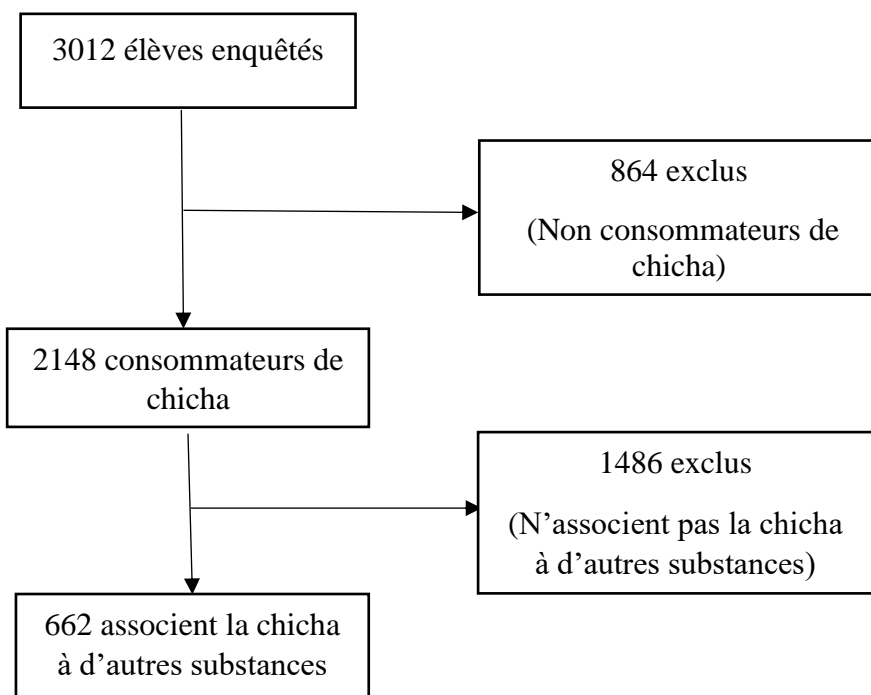 3012 élèves enquêtés
864 exclus
(Non consommateurs de
chicha)
2148 consommateurs de
chicha
1486 exclus
(N’associent pas la chicha
à d’autres substances)
662 associent la chicha
à d’autres substances